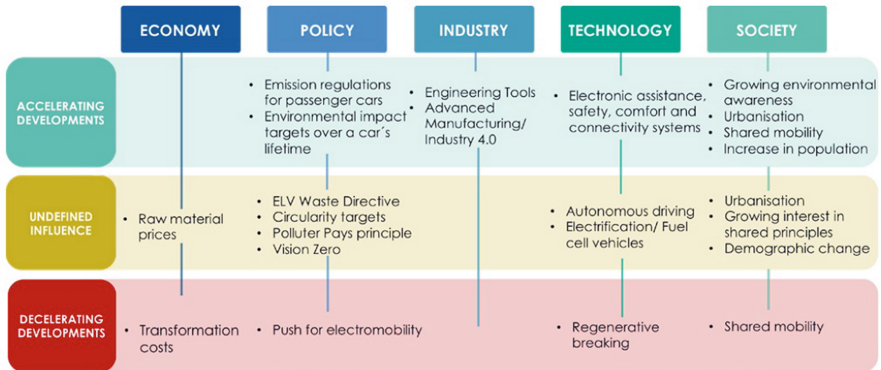 ECONOMY
POLICY
INDUSTRY
TECHNOLOGY
SOCIETY
ACCELERATING
DEVELOPMENTS
• Emission regulations
for passenger cars
• Environmental impact
targets over a car´s
lifetime
• Engineering Tools
• Advanced
Manufacturing/
Industry 4.0
• Electronic assistance,
safety, comfort and
connectivity systems
• Growing environmental
awareness
• Urbanisation
• Shared mobility
• Increase in population
UNDEFINED
INFLUENCE
• Raw material
prices
• ELV Waste Directive
• Circularity targets
• Polluter Pays principle
• Vision Zero
• Autonomous driving
• Electrification/ Fuel
cell vehicles
• Urbanisation
• Growing interest in
shared principles
• Demographic change
DECELERATING
DEVELOPMENTS
• Transformation
costs
• Push for electromobility
• Regenerative
breaking
• Shared mobility